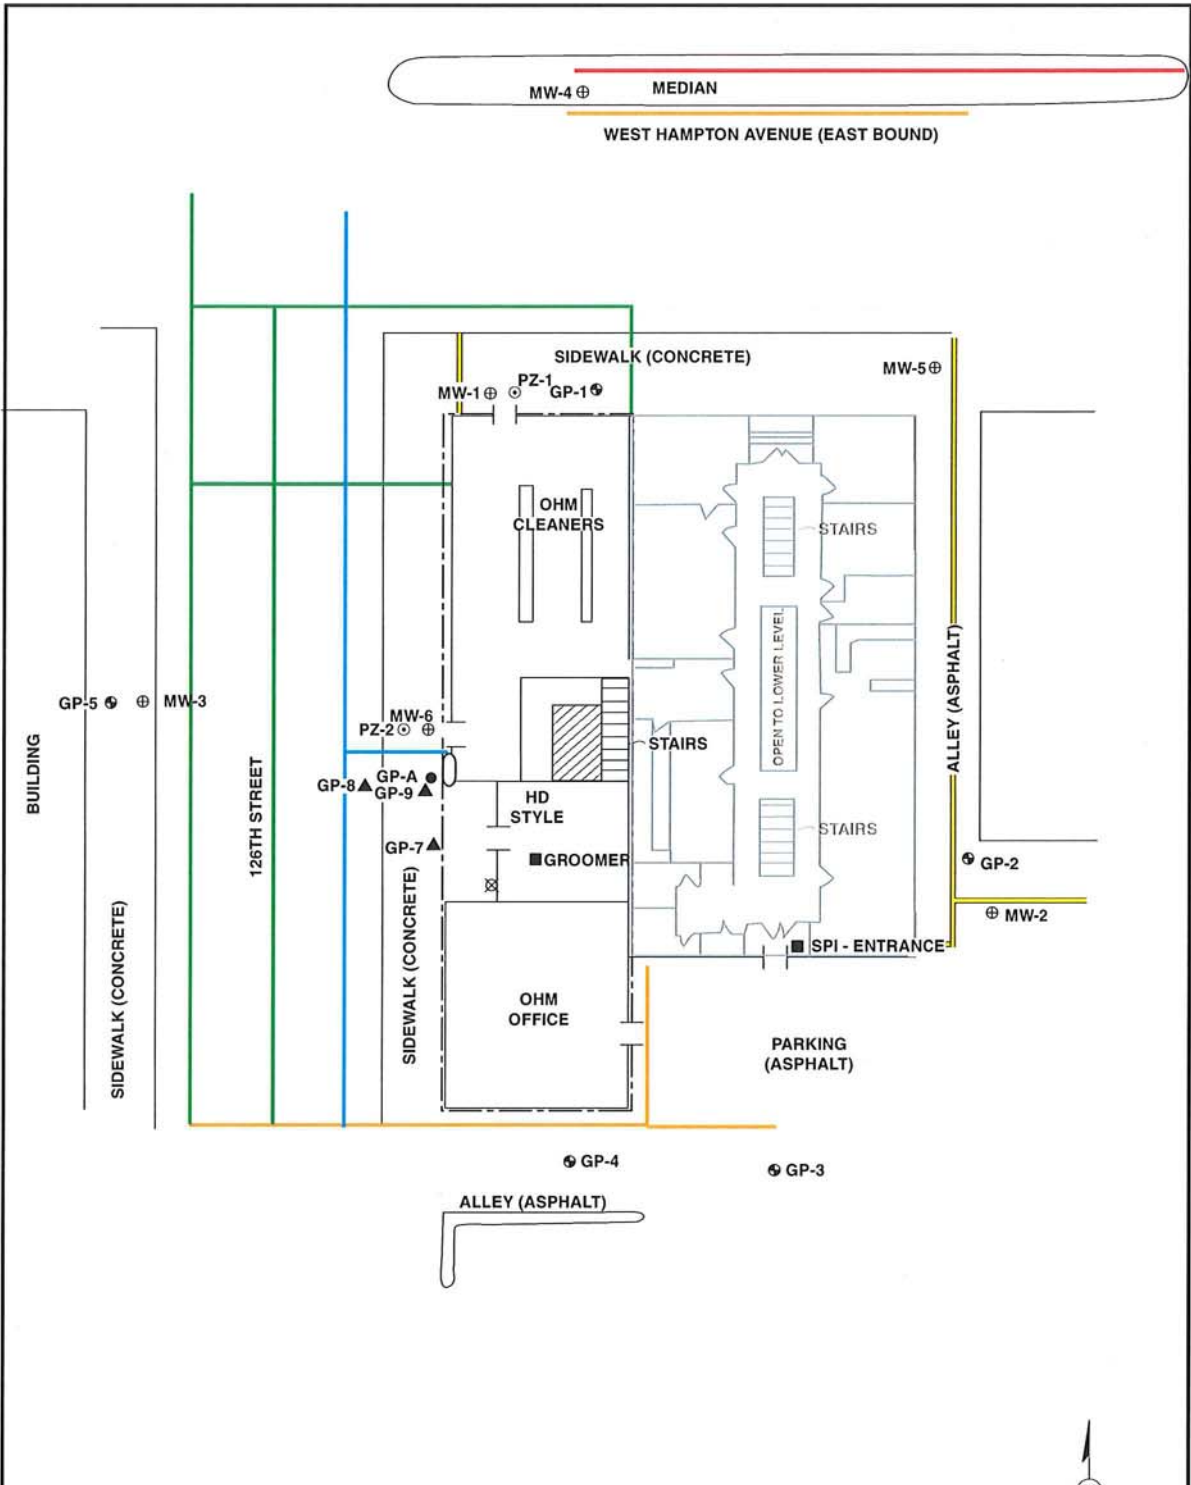 MW-4
MEDIAN
WEST HAMPTON AVENUE (EAST BOUND)
SIDEWALK (CONCRETE)
MW-5
PZ-1
MW-1
GP-1
OHM
CLEANERS
STAIRS
OPEN TO LOWER LEVEL
ALLEY (ASPHALT)
GP-5
MW-3
MW-6
PZ-2
STAIRS
BUILDING
126TH STREET
GP-A
GP-8
GP-9
HD
STYLE
STAIRS
GP-7
GROOMER
GP-2
SIDEWALK (CONCRETE)
SIDEWALK (CONCRETE)
MW-2
SPI - ENTRANCE
OHM
OFFICE
PARKING
(ASPHALT)
GP-4
GP-3
ALLEY (ASPHALT)